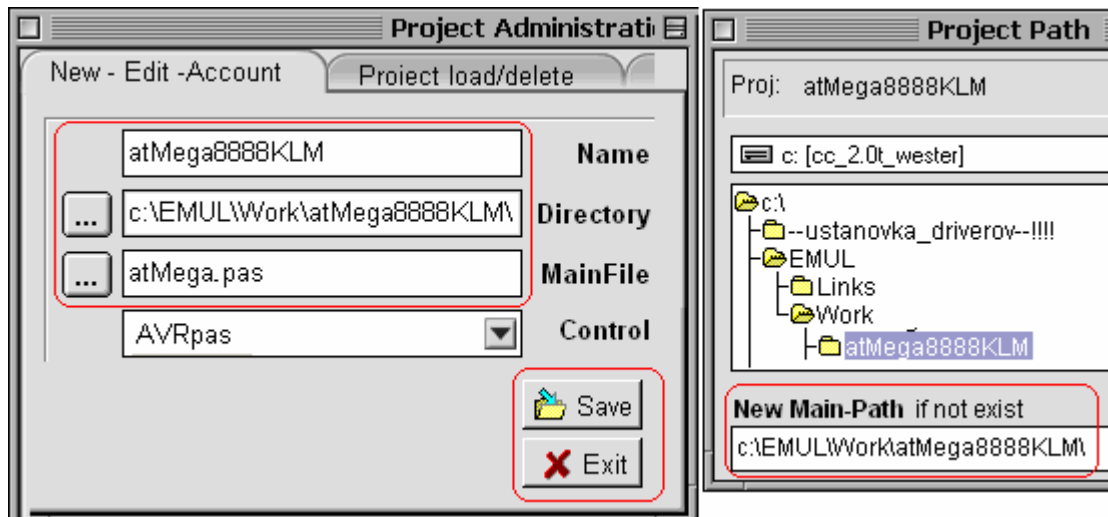 Project Administrati
New - Edit -Account
Project load/delete
atMega8888KLM
Name
...
c:\EMUL\Work\atMega8888KLM\
Directory
...
atMega.pas
MainFile
AVRpas
Control
Save
Exit
Project Path
Proj: atMega8888KLM
c: [cc_2.0t_wester]
c:\
--ustanovka_driverov--!!!!
EMUL
Links
Work
atMega8888KLM
New Main-Path if not exist
c:\EMUL\Work\atMega8888KLM\